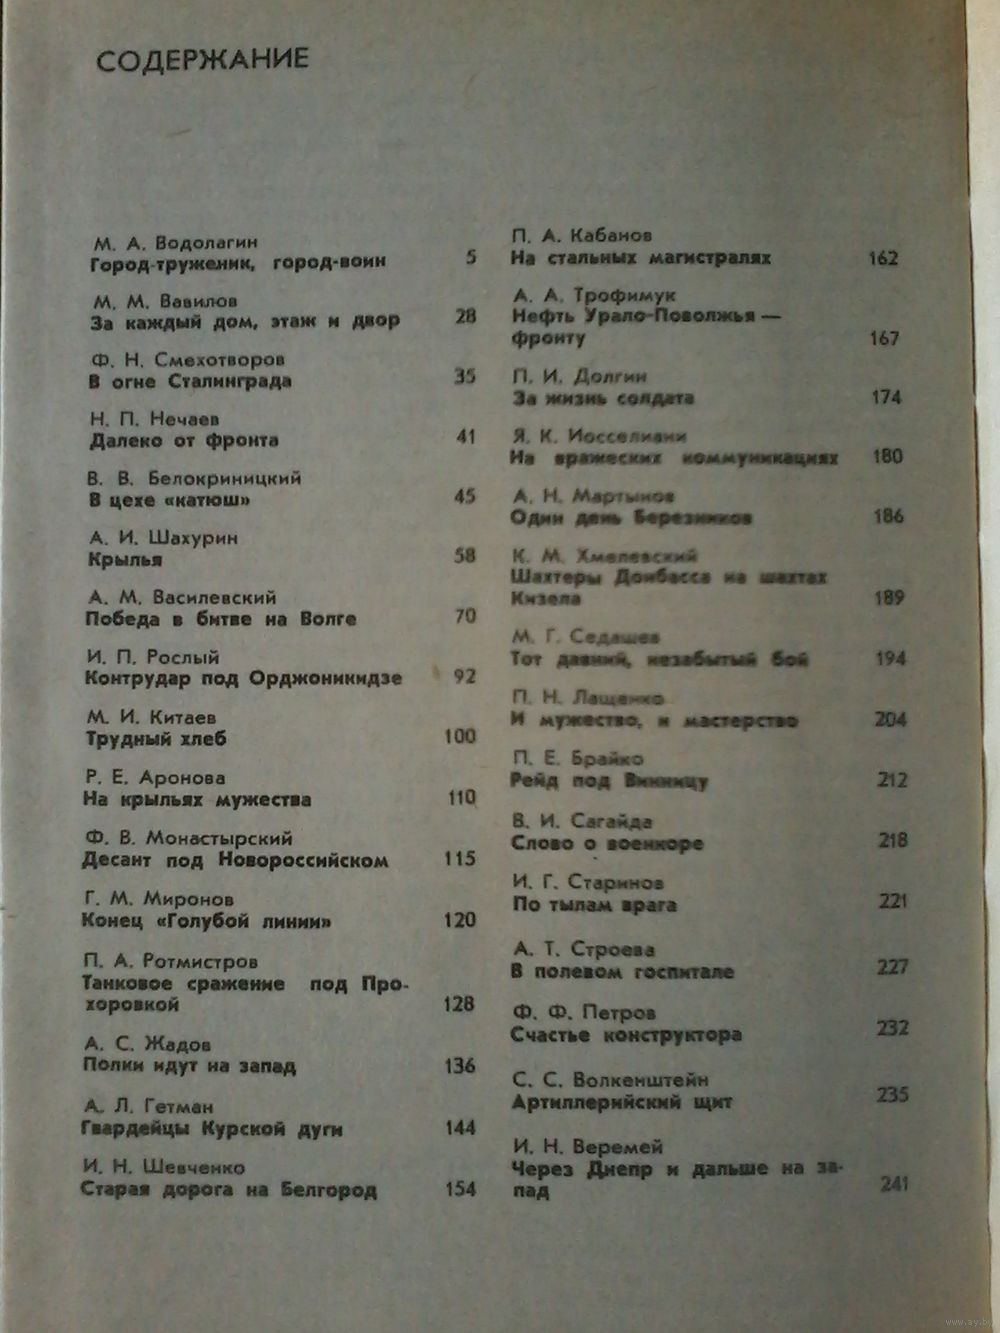 СОДЕРЖАНИЕ
М. А. Водолагин
Город-труженик, город-воин 5
М. М. Вавилов
За каждый дом, этаж и двор 28
Ф. Н. Смехотворов
В огне Сталинграда 35
Н. П. Нечаев
Далеко от фронта 41
В. В. Белокриницкий
В цехе «катюш» 45
А. И. Шахурин
Крылья 58
А. М. Василевский
Победа в битве на Волге 70
И. П. Рослый
Контрудар под Орджоникидзе 92
М. И. Китаев
Трудный хлеб 100
Р. Е. Аронова
На крыльях мужества 110
Ф. В. Монастырский
Десант под Новороссийском 115
Г. М. Миронов
Конец «Голубой линии» 120
П. А. Ротмистров
Танковое сражение под Про-
хоровкой 128
А. С. Жадов
Полки идут на запад 136
А. Л. Гетман
Гвардейцы Курской дуги 144
И. Н. Шевченко
Старая дорога на Белгород 154
П. А. Кабанов
На стальных магистралях 162
А. А. Трофимук
Нефть Урало-Поволжья —
фронту 167
П. И. Долгин
За жизнь солдата 174
Я. К. Иосселиани
На вражеских коммуникациях 180
А. Н. Мартынов
Один день Березников 186
К. М. Хмелевский
Шахтеры Донбасса на шахтах
Кизела 189
М. Г. Седашев
Тот давний, незабытый бой 194
П. Н. Лащенко
И мужество, и мастерство 204
П. Е. Брайко
Рейд под Винницу 212
В. И. Сагайда
Слово о военкоре 218
И. Г. Старинов
По тылам врага 221
А. Т. Строева
В полевом госпитале 227
Ф. Ф. Петров
Счастье конструктора 232
С. С. Волкенштейн
Артиллерийский щит 235
И. Н. Веремей
Через Днепр и дальше на за-
пад 241
www.ay.by